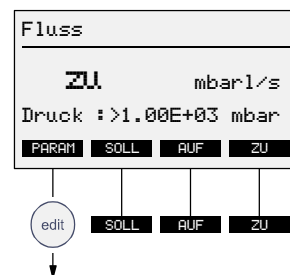 Fluss
ZU mbarl/s
Druck :>1.00E+03 mbar
PARAM SOLL AUF ZU
edit SOLL AUF ZU